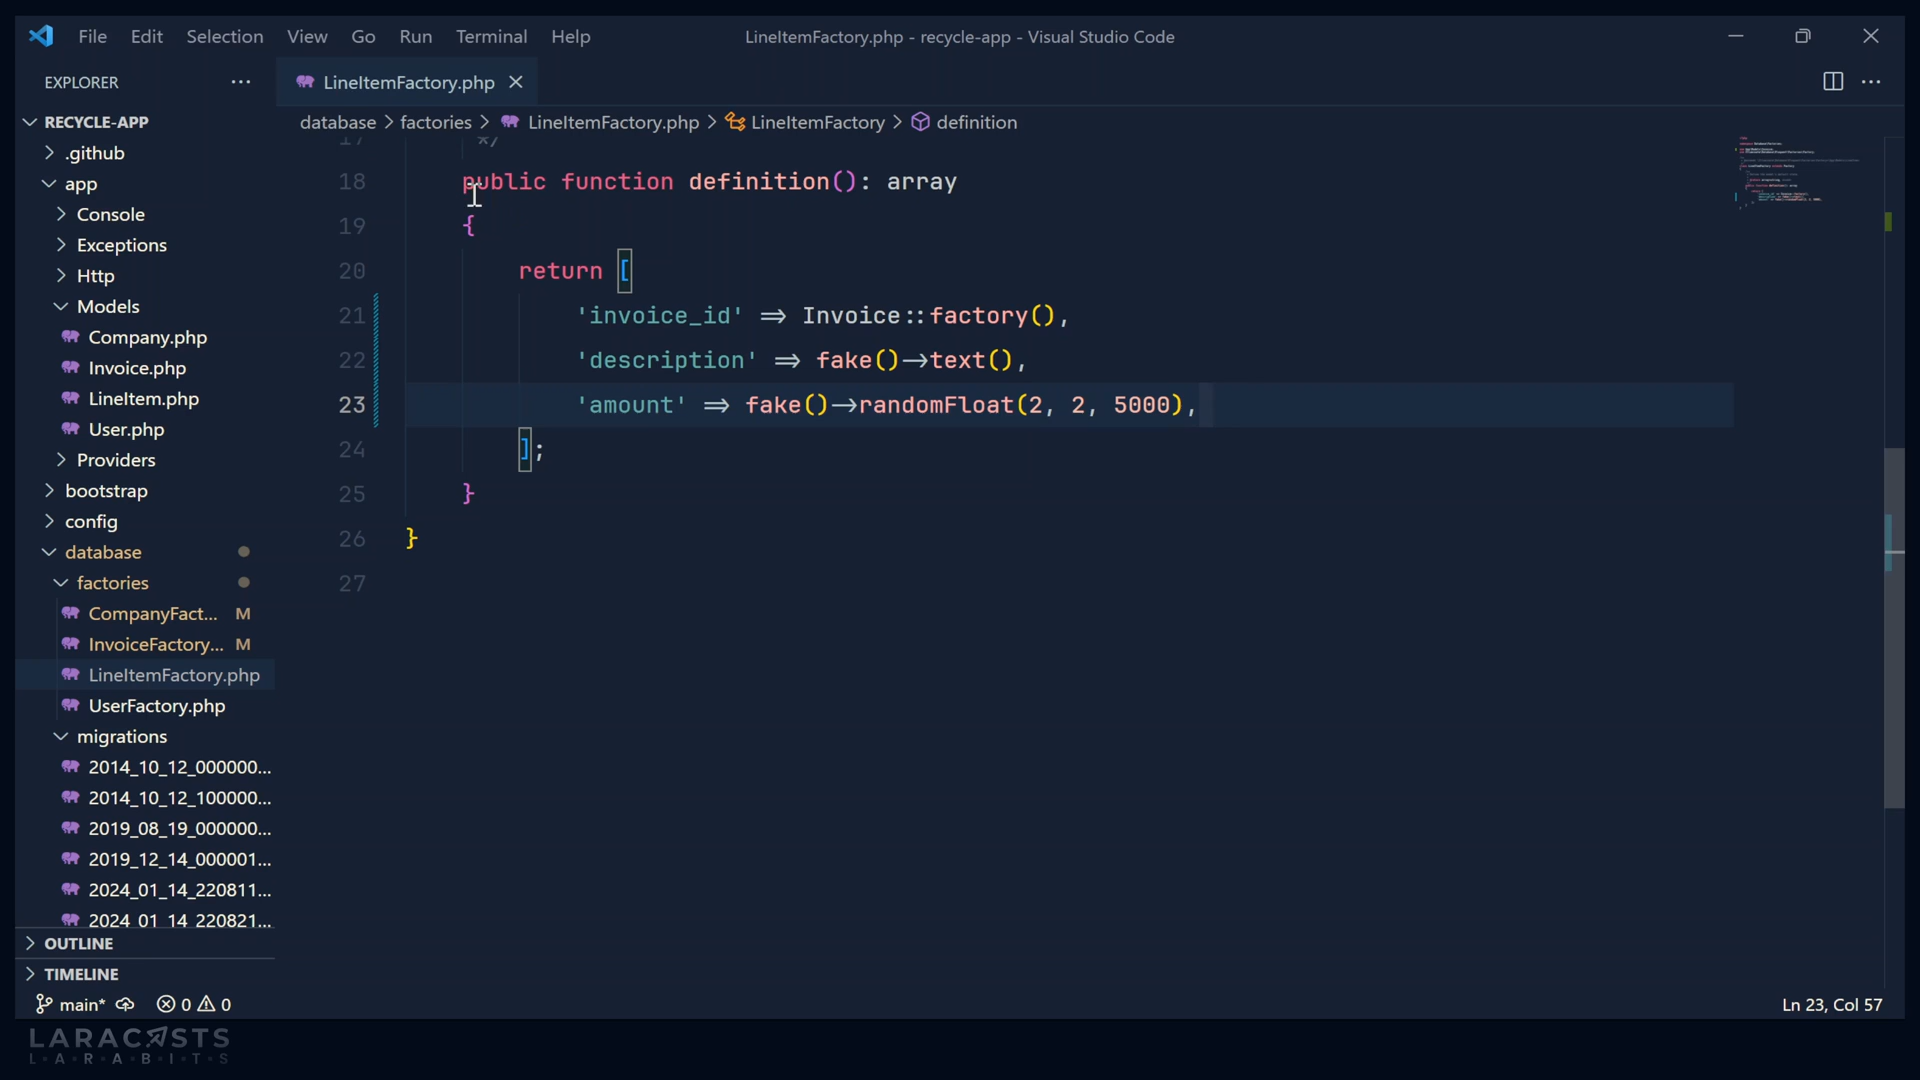 File Edit Selection View Go Run Terminal Help
LineItemFactory.php - recycle-app - Visual Studio Code
EXPLORER
LineItemFactory.php
RECYCLE-APP
database > factories > LineItemFactory.php > LineItemFactory > definition
.github
app
Console
Exceptions
Http
Models
Company.php
Invoice.php
LineItem.php
User.php
Providers
bootstrap
config
database
factories
CompanyFact... M
InvoiceFactory... M
LineItemFactory.php
UserFactory.php
migrations
2014_10_12_000000...
2014_10_12_100000...
2019_08_19_000000...
2019_12_14_000001...
2024_01_14_220811...
2024_01_14_220821...
OUTLINE
TIMELINE
17 */
18 public function definition(): array
19 {
20 return [
21 'invoice_id' => Invoice::factory(),
22 'description' => fake()->text(),
23 'amount' => fake()->randomFloat(2, 2, 5000),
24 ];
25 }
26 }
27
main* 0 0
Ln 23, Col 57
LARACASTS
L·A·R·A·B·I·T·S